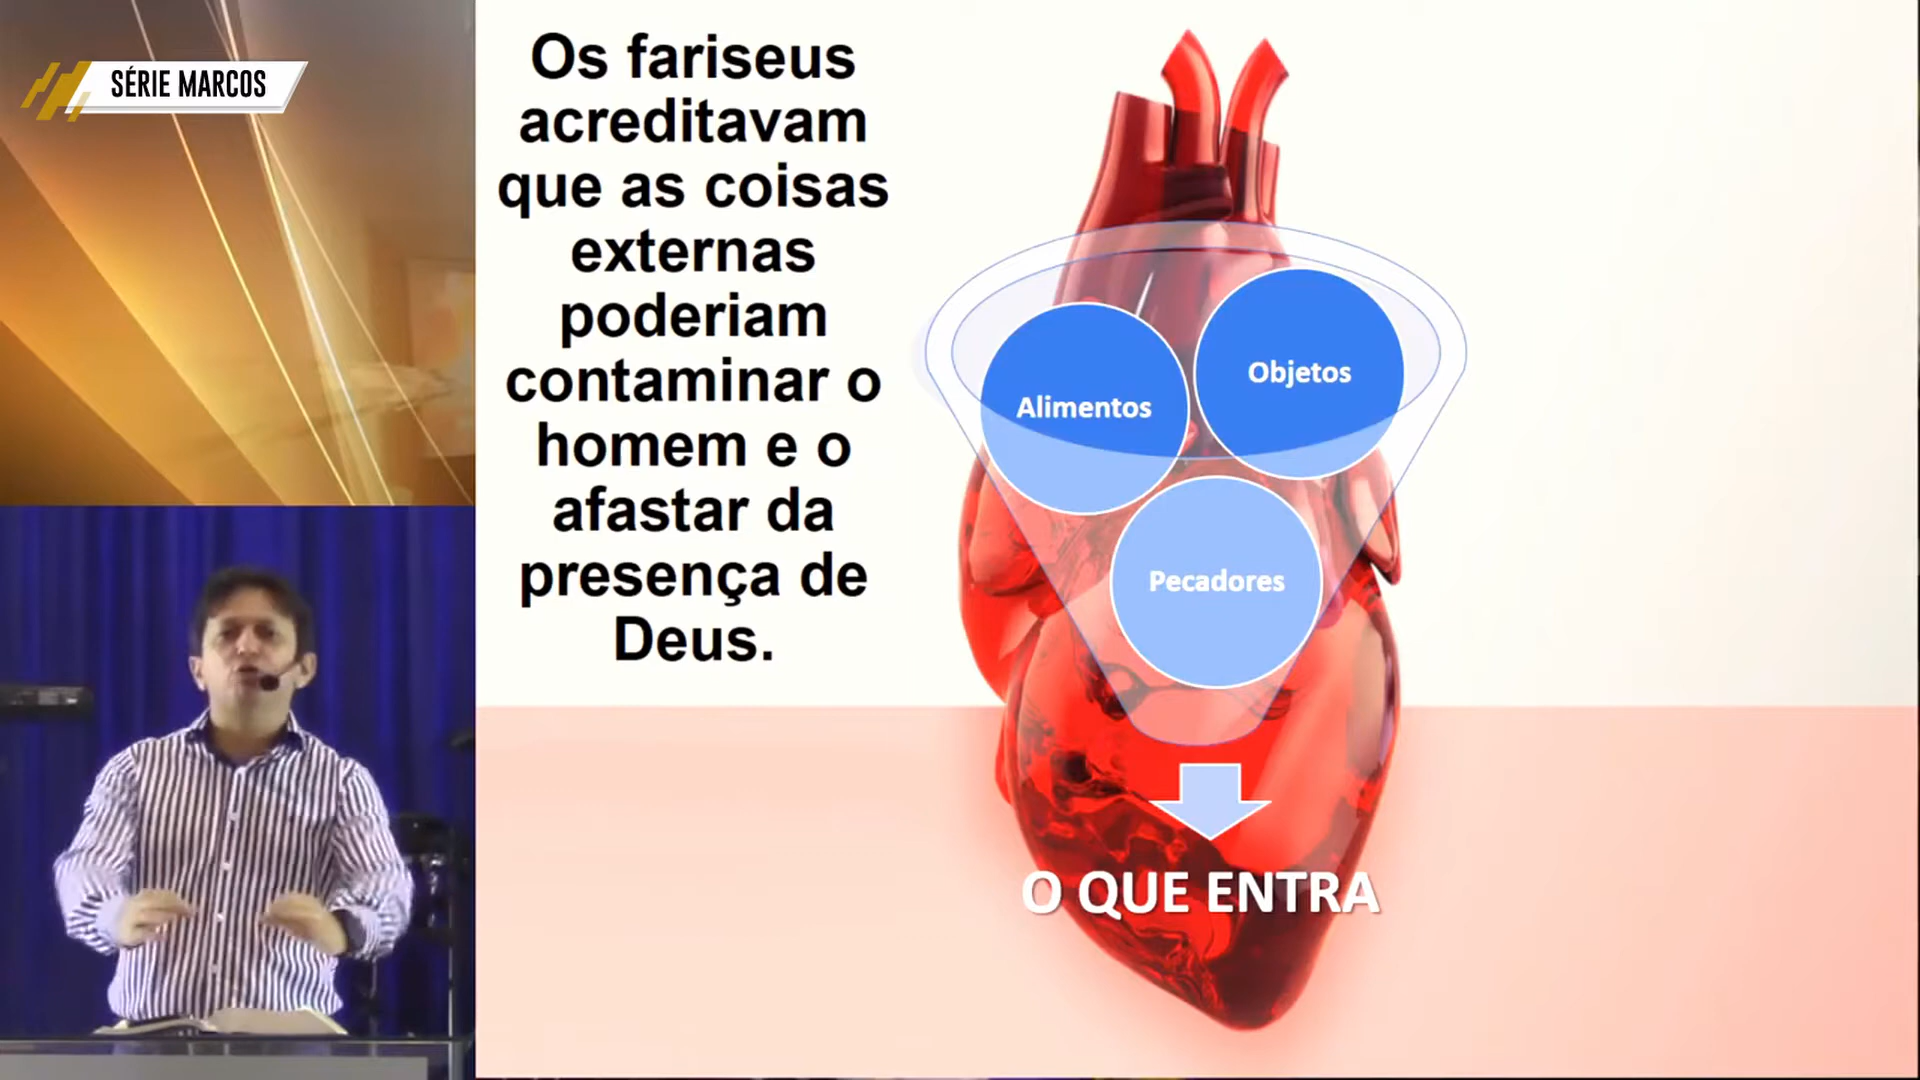 SÉRIE MARCOS
Os fariseus
acreditavam
que as coisas
externas
poderiam
contaminar o
homem e o
afastar da
presença de
Deus.
Objetos
Alimentos
Pecadores
O QUE ENTRA